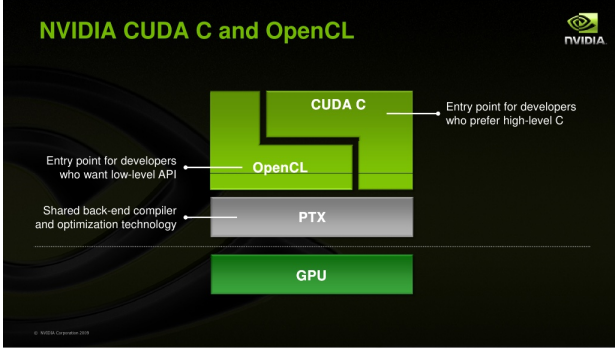 NVIDIA CUDA C and OpenCL
NVIDIA.
CUDA C
Entry point for developers
who prefer high-level C
Entry point for developers
who want low-level API
OpenCL
Shared back-end compiler
and optimization technology
PTX
GPU
© NVIDIA Corporation 2009